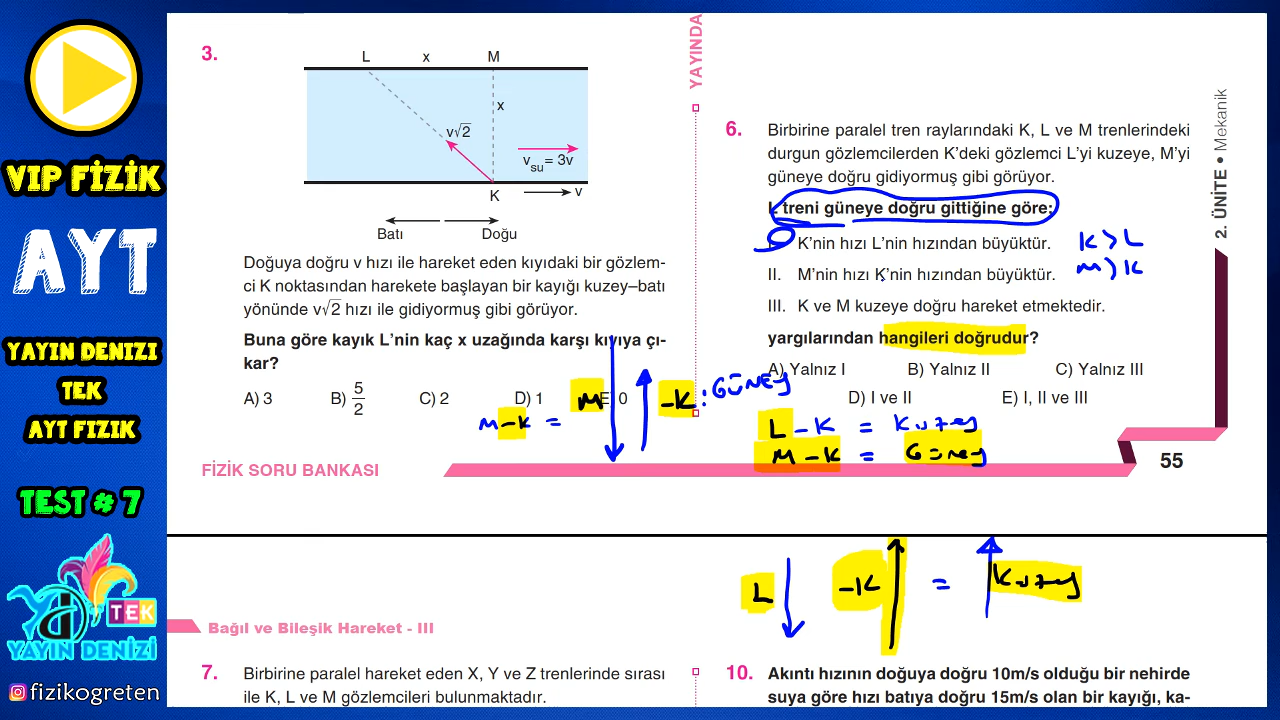 VIP FİZİK
AYT
YAYIN DENIZI
TEK
AYT FIZIK
TEST # 7
TEK
YAYIN DENİZİ
fizikogreten
3.
L x M
x
v√2
vsu = 3v
K
v
Batı Doğu
Doğuya doğru v hızı ile hareket eden kıyıdaki bir gözlem-
ci K noktasından harekete başlayan bir kayığı kuzey–batı
yönünde v√2 hızı ile gidiyormuş gibi görüyor.
Buna göre kayık L'nin kaç x uzağında karşı kıyıya çı-
kar?
A) 3 B) 5/2 C) 2 D) 1 E) 0
M - K = M -K : GÜNEY
FİZİK SORU BANKASI
YAYINDA
6.
Birbirine paralel tren raylarındaki K, L ve M trenlerindeki
durgun gözlemcilerden K'deki gözlemci L'yi kuzeye, M'yi
güneye doğru gidiyormuş gibi görüyor.
L treni güneye doğru gittiğine göre;
K'nin hızı L'nin hızından büyüktür. K > L
II. M'nin hızı K'nin hızından büyüktür. M > K
III. K ve M kuzeye doğru hareket etmektedir.
yargılarından hangileri doğrudur?
A) Yalnız I B) Yalnız II C) Yalnız III
D) I ve II E) I, II ve III
L - K = Kuzey
M - K = Güney
55
2. ÜNİTE • Mekanik
L -K = Kuzey
Bağıl ve Bileşik Hareket - III
7. Birbirine paralel hareket eden X, Y ve Z trenlerinde sırası
ile K, L ve M gözlemcileri bulunmaktadır.
10. Akıntı hızının doğuya doğru 10m/s olduğu bir nehirde
suya göre hızı batıya doğru 15m/s olan bir kayığı, ka-